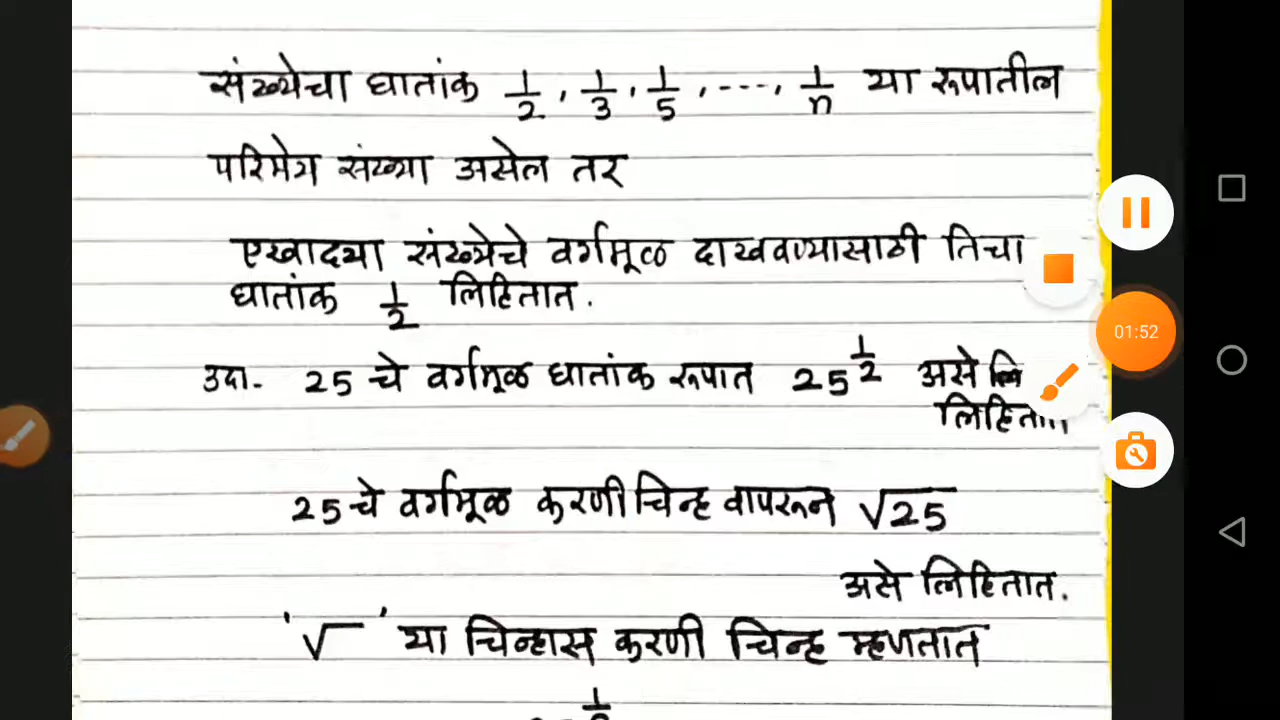 संख्येचा घातांक 1/2, 1/3, 1/5, ----, 1/n या रूपातील
परिमेय संख्या असेल तर
एखाद्या संख्येचे वर्गमूळ दाखवण्यासाठी तिचा
घातांक 1/2 लिहितात.
उदा- 25 चे वर्गमूळ घातांक रूपात 25^1/2 असे लि
लिहितात
25 चे वर्गमूळ करणी चिन्ह वापरून √25
असे लिहितात.
'√' या चिन्हास करणी चिन्ह म्हणतात
01:52